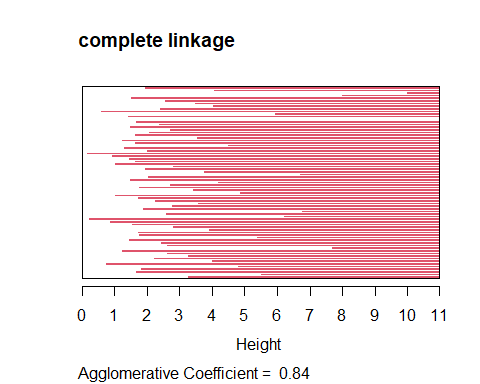 complete linkage
0 1 2 3 4 5 6 7 8 9 10 11
Height
Agglomerative Coefficient = 0.84